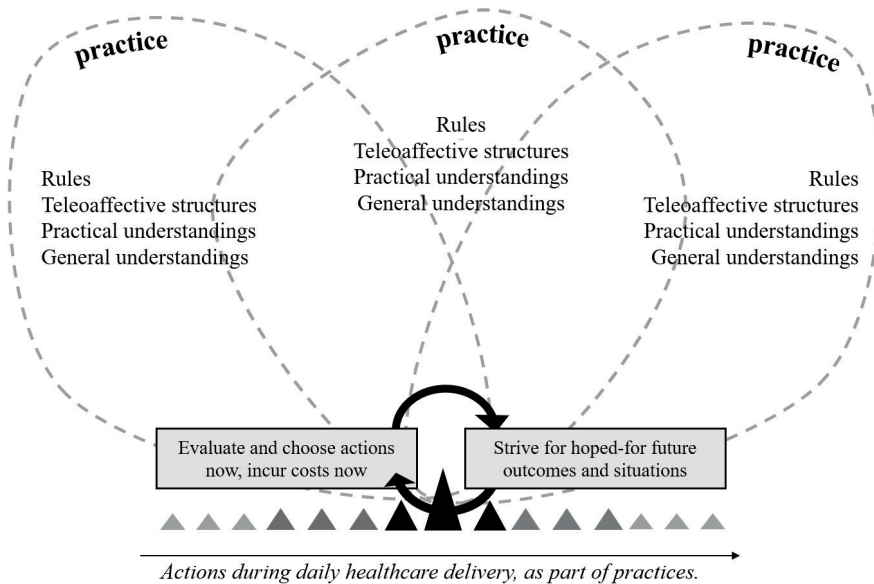 practice
practice
practice
Rules
Teleoaffective structures
Practical understandings
General understandings
Rules
Teleoaffective structures
Practical understandings
General understandings
Rules
Teleoaffective structures
Practical understandings
General understandings
Evaluate and choose actions
now, incur costs now
Strive for hoped-for future
outcomes and situations
Actions during daily healthcare delivery, as part of practices.